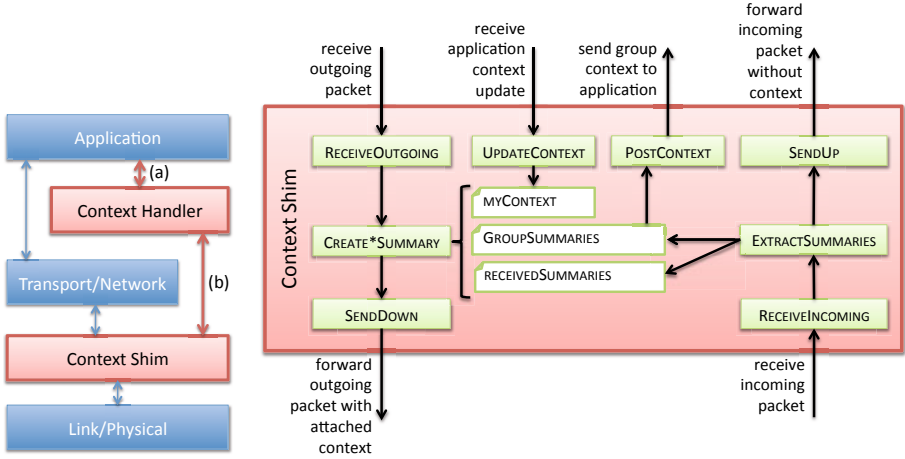 Application
(a)
Context Handler
(b)
Transport/Network
Context Shim
Link/Physical
receive
outgoing
packet
receive
application
context
update
send group
context to
application
forward
incoming
packet
without
context
Context Shim
RECEIVEOUTGOING
UPDATECONTEXT
POSTCONTEXT
SENDUP
MYCONTEXT
CREATE*SUMMARY
GROUPSUMMARIES
EXTRACTSUMMARIES
RECEIVEDSUMMARIES
SENDDOWN
RECEIVEINCOMING
forward
outgoing
packet with
attached
context
receive
incoming
packet